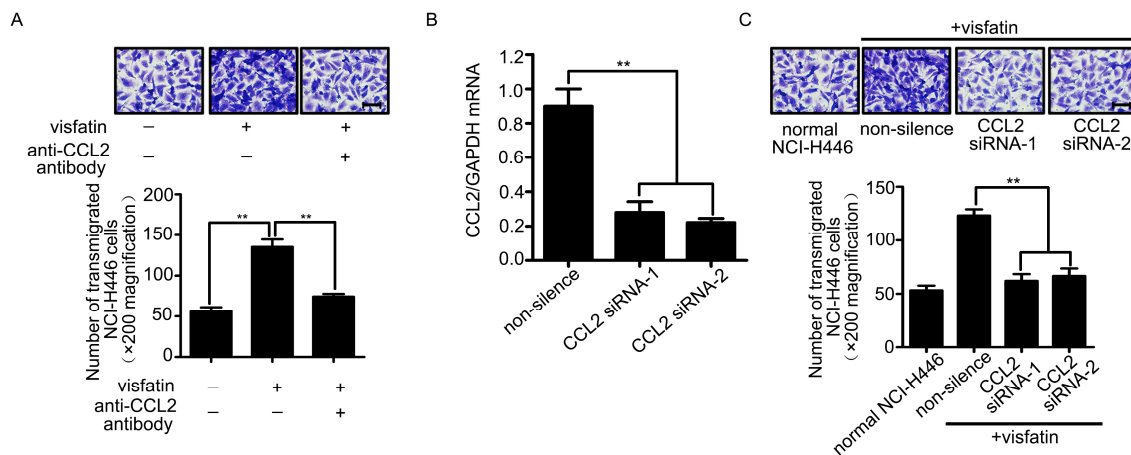 A
visfatin
− + +
anti-CCL2
antibody
− − +
Number of transmigrated
NCI-H446 cells
(×200 magnification)
200
150
100
50
0
** **
visfatin
− + +
anti-CCL2
antibody
− − +
B
CCL2/GAPDH mRNA
1.2
1.0
0.8
0.6
0.4
0.2
0.0
**
non-silence
CCL2 siRNA-1
CCL2 siRNA-2
C
+visfatin
normal
NCI-H446
non-silence
CCL2
siRNA-1
CCL2
siRNA-2
Number of transmigrated
NCI-H446 cells
(×200 magnification)
150
100
50
0
**
normal NCI-H446
non-silence
CCL2
siRNA-1
CCL2
siRNA-2
+visfatin